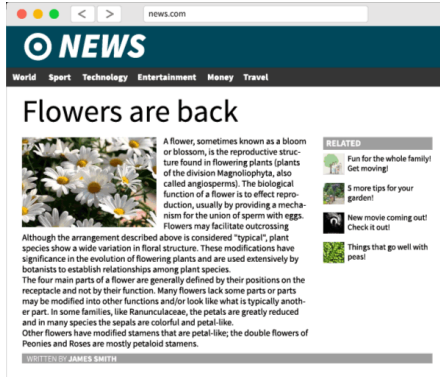 news.com
NEWS
World Sport Technology Entertainment Money Travel
Flowers are back
A flower, sometimes known as a bloom
or blossom, is the reproductive struc-
ture found in flowering plants (plants
of the division Magnoliophyta, also
called angiosperms). The biological
function of a flower is to effect repro-
duction, usually by providing a mecha-
nism for the union of sperm with eggs.
Flowers may facilitate outcrossing
Although the arrangement described above is considered "typical", plant
species show a wide variation in floral structure. These modifications have
significance in the evolution of flowering plants and are used extensively by
botanists to establish relationships among plant species.
The four main parts of a flower are generally defined by their positions on the
receptacle and not by their function. Many flowers lack some parts or parts
may be modified into other functions and/or look like what is typically anoth-
er part. In some families, like Ranunculaceae, the petals are greatly reduced
and in many species the sepals are colorful and petal-like.
Other flowers have modified stamens that are petal-like; the double flowers of
Peonies and Roses are mostly petaloid stamens.
WRITTEN BY JAMES SMITH
RELATED
Fun for the whole family!
Get moving!
5 more tips for your
garden!
New movie coming out!
Check it out!
Things that go well with
peas!